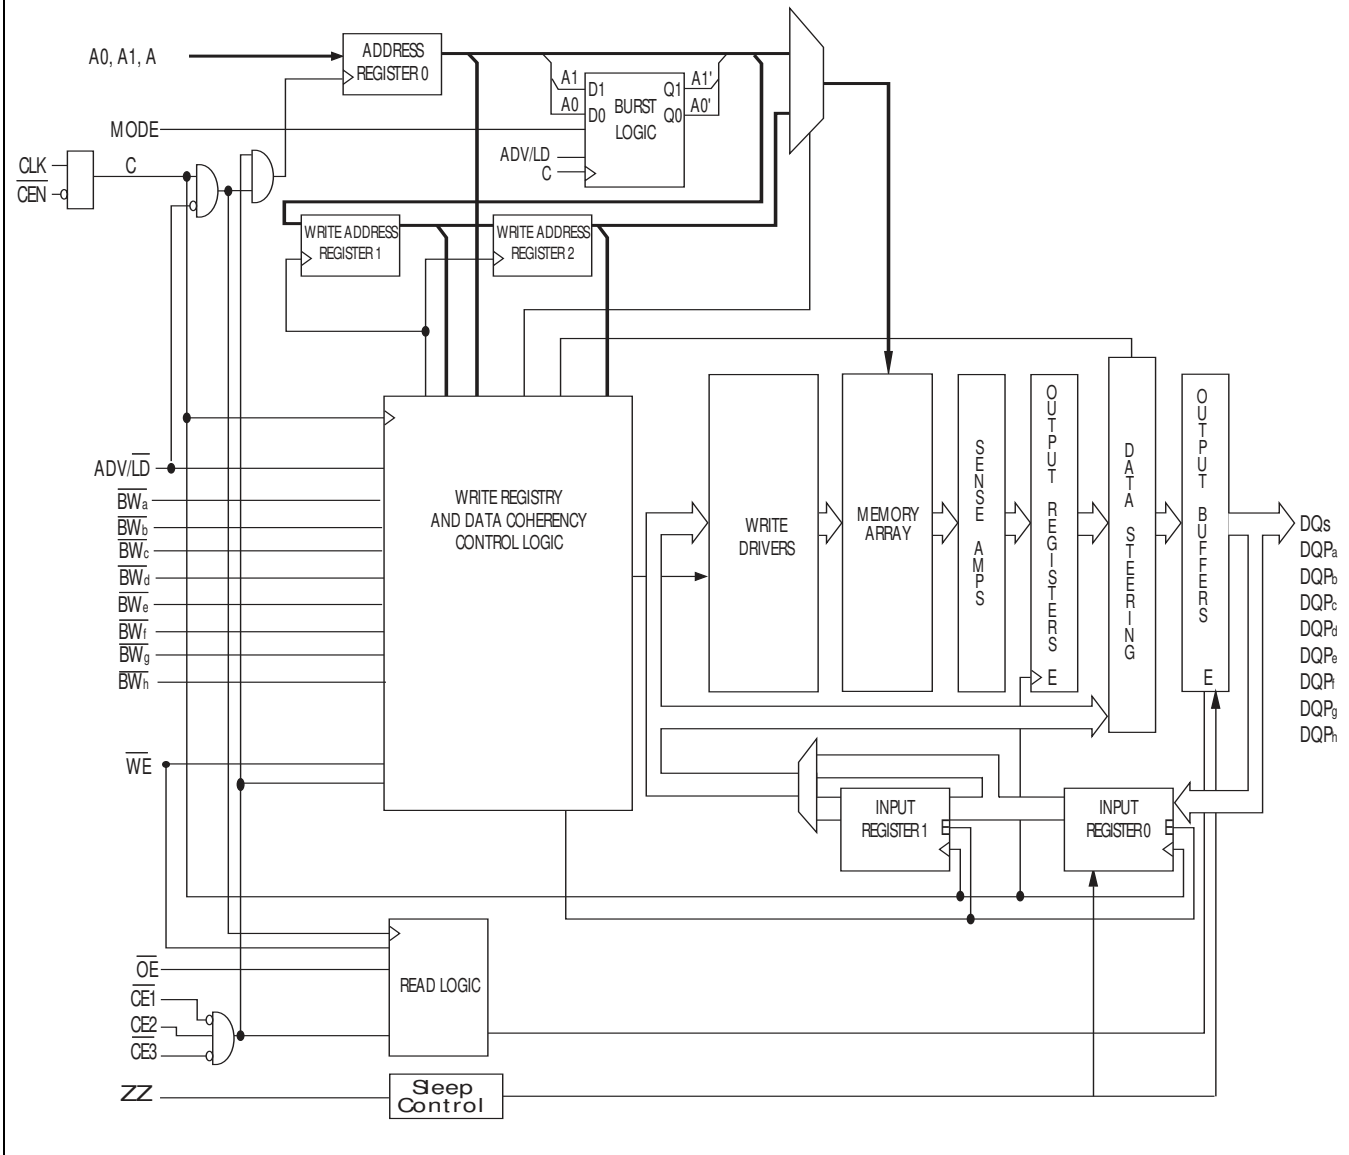 A0, A1, A
ADDRESS
REGISTER 0
A1
A0
D1
D0
BURST
LOGIC
Q1
Q0
A1'
A0'
MODE
ADV/LD
C
CLK
C
CEN
WRITE ADDRESS
REGISTER 1
WRITE ADDRESS
REGISTER 2
ADV/LD
BWa
BWb
BWc
BWd
BWe
BWf
BWg
BWh
WE
WRITE REGISTRY
AND DATA COHERENCY
CONTROL LOGIC
WRITE
DRIVERS
MEMORY
ARRAY
SENSE AMPS
OUTPUT REGISTERS
E
DATA STEERING
OUTPUT BUFFERS
E
DQs
DQPa
DQPb
DQPc
DQPd
DQPe
DQPf
DQPg
DQPh
INPUT
REGISTER 1
E
INPUT
REGISTER 0
E
OE
CE1
CE2
CE3
READ LOGIC
ZZ
Sleep
Control